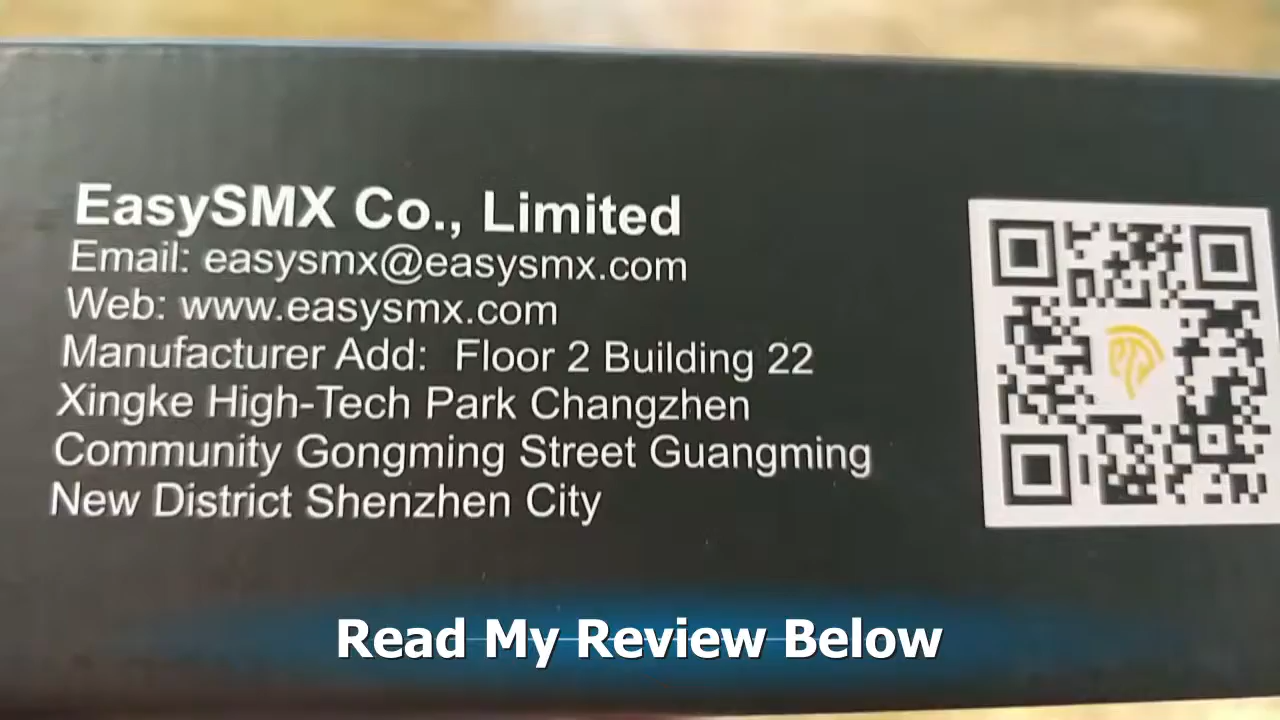 EasySMX Co., Limited
Email: easysmx@easysmx.com
Web: www.easysmx.com
Manufacturer Add: Floor 2 Building 22
Xingke High-Tech Park Changzhen
Community Gongming Street Guangming
New District Shenzhen City
Read My Review Below